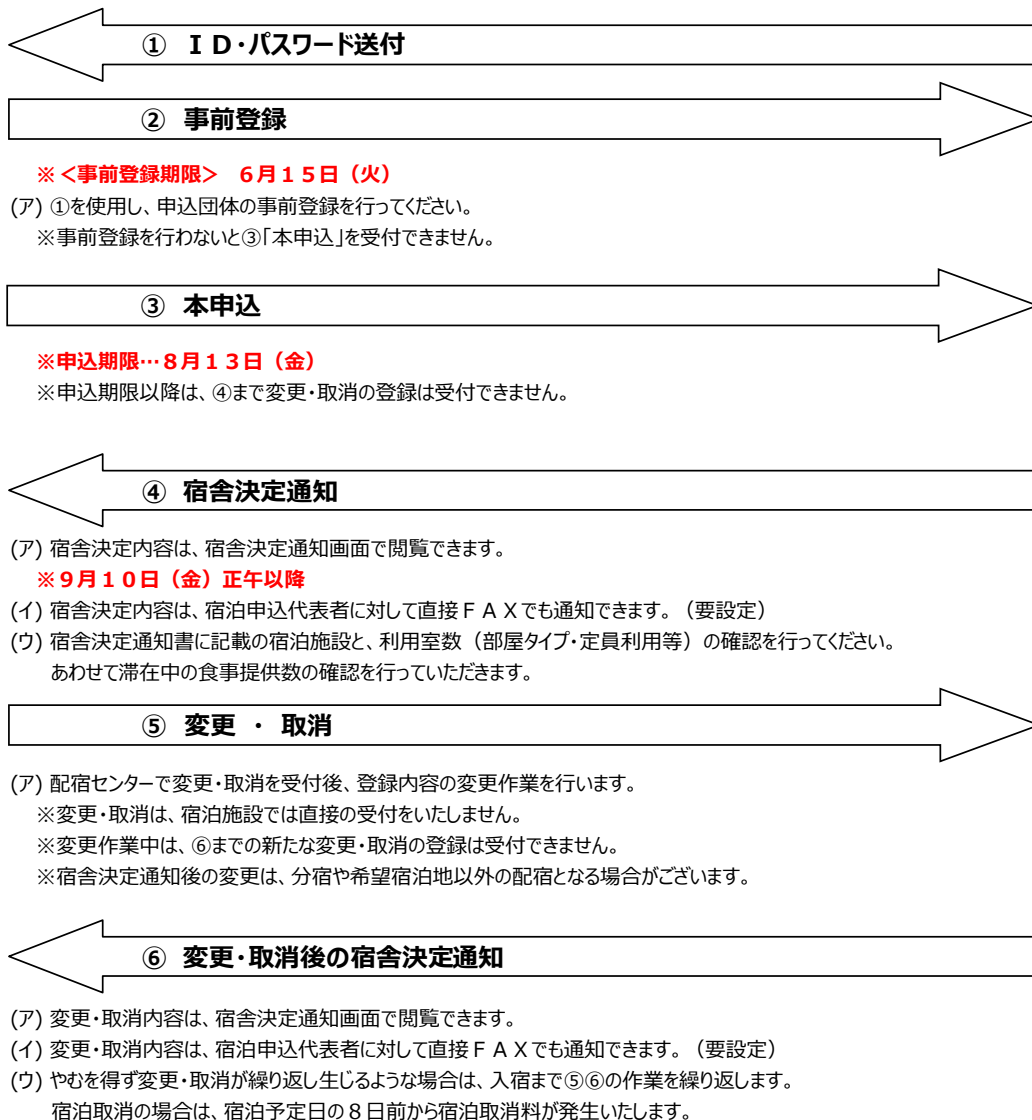 ① ＩＤ・パスワード送付
② 事前登録
※＜事前登録期限＞　６月１５日（火）
(ア) ①を使用し、申込団体の事前登録を行ってください。
※事前登録を行わないと③「本申込」を受付できません。
③ 本申込
※申込期限…８月１３日（金）
※申込期限以降は、④まで変更・取消の登録は受付できません。
④ 宿舎決定通知
(ア) 宿舎決定内容は、宿舎決定通知画面で閲覧できます。
※９月１０日（金）正午以降
(イ) 宿舎決定内容は、宿泊申込代表者に対して直接ＦＡＸでも通知できます。（要設定）
(ウ) 宿舎決定通知書に記載の宿泊施設と、利用室数（部屋タイプ・定員利用等）の確認を行ってください。
あわせて滞在中の食事提供数の確認を行っていただきます。
⑤ 変更 ・ 取消
(ア) 配宿センターで変更・取消を受付後、登録内容の変更作業を行います。
※変更・取消は、宿泊施設では直接の受付をいたしません。
※変更作業中は、⑥までの新たな変更・取消の登録は受付できません。
※宿舎決定通知後の変更は、分宿や希望宿泊地以外の配宿となる場合がございます。
⑥ 変更・取消後の宿舎決定通知
(ア) 変更・取消内容は、宿舎決定通知画面で閲覧できます。
(イ) 変更・取消内容は、宿泊申込代表者に対して直接ＦＡＸでも通知できます。（要設定）
(ウ) やむを得ず変更・取消が繰り返し生じるような場合は、入宿まで⑤⑥の作業を繰り返します。
宿泊取消の場合は、宿泊予定日の８日前から宿泊取消料が発生いたします。